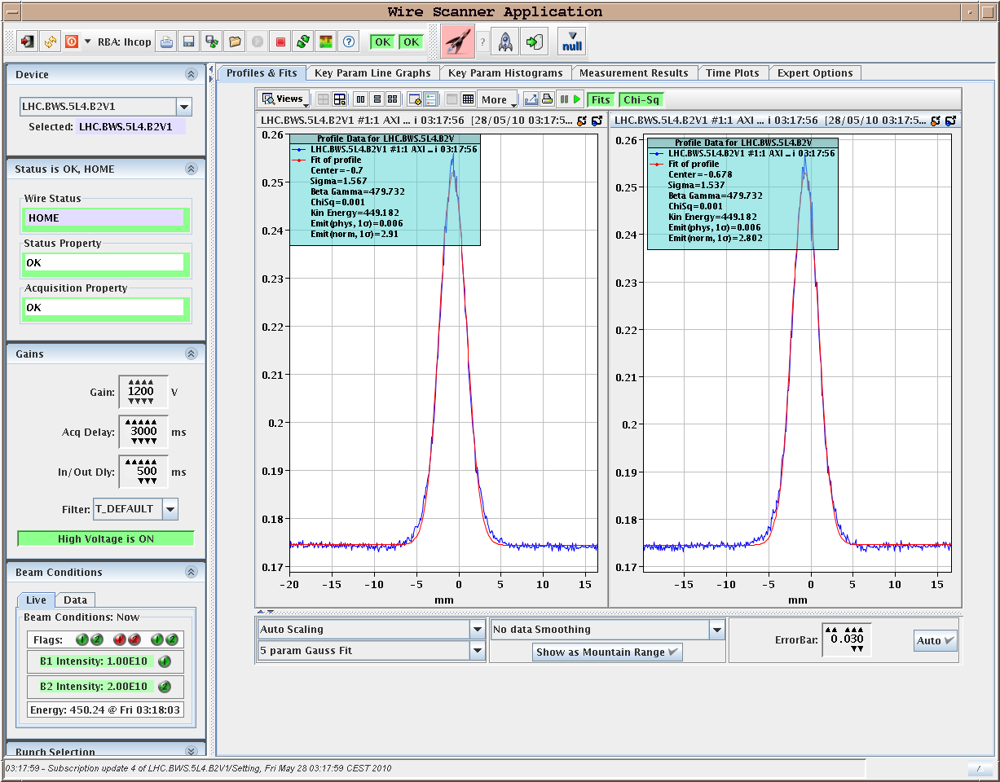 Wire Scanner Application
RBA: lhcop
OK OK
?
null
Device
LHC.BWS.5L4.B2V1
Selected: LHC.BWS.5L4.B2V1
Status is OK, HOME
Wire Status
HOME
Status Property
OK
Acquisition Property
OK
Gains
Gain: 1200 V
Acq Delay: 3000 ms
In/Out Dly: 500 ms
Filter: T_DEFAULT
High Voltage is ON
Beam Conditions
Live Data
Beam Conditions: Now
Flags: 1 2 1 2 1 2
B1 Intensity: 1.00E10 1
B2 Intensity: 2.00E10 2
Energy: 450.24 @ Fri 03:18:03
Bunch Selection
Profiles & Fits Key Param Line Graphs Key Param Histograms Measurement Results Time Plots Expert Options
Views More Fits Chi-Sq
LHC.BWS.5L4.B2V1 #1:1 AXI ... i 03:17:56 [28/05/10 03:17:5...
0.26
0.25
0.24
0.23
0.22
0.21
0.2
0.19
0.18
0.17
Profile Data for LHC.BWS.5L4.B2V
LHC.BWS.5L4.B2V1 #1:1 AXI ... i 03:17:56
Fit of profile
Center=-0.7
Sigma=1.567
Beta Gamma=479.732
ChiSq=0.001
Kin Energy=449.182
Emit(phys, 1σ)=0.006
Emit(norm, 1σ)=2.91
-20 -15 -10 -5 0 5 10 15
mm
LHC.BWS.5L4.B2V1 #1:1 AXI ... i 03:17:56 [28/05/10 03:17:5...
0.26
0.25
0.24
0.23
0.22
0.21
0.2
0.19
0.18
0.17
Profile Data for LHC.BWS.5L4.B2V
LHC.BWS.5L4.B2V1 #1:1 AXI ... i 03:17:56
Fit of profile
Center=-0.678
Sigma=1.537
Beta Gamma=479.732
ChiSq=0.001
Kin Energy=449.182
Emit(phys, 1σ)=0.006
Emit(norm, 1σ)=2.802
-15 -10 -5 0 5 10 15
mm
Auto Scaling
5 param Gauss Fit
No data Smoothing
Show as Mountain Range
ErrorBar: 0.030
Auto
03:17:59 - Subscription update 4 of LHC.BWS.5L4.B2V1/Setting, Fri May 28 03:17:59 CEST 2010